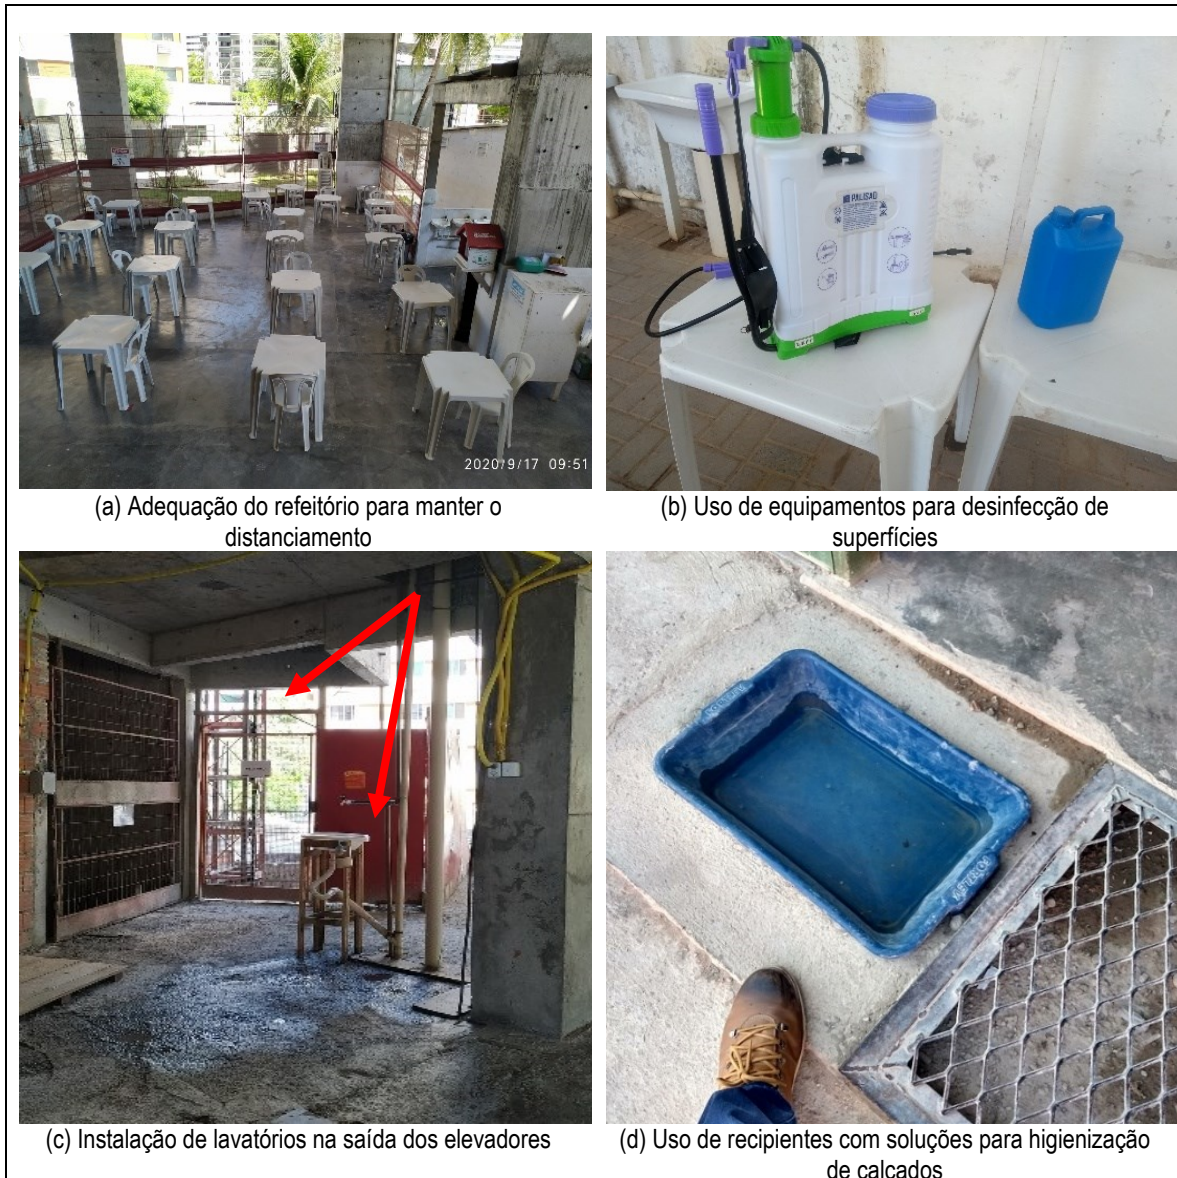 2020/9/17 09:51
PALISAD
(a) Adequação do refeitório para manter o
distanciamento
(b) Uso de equipamentos para desinfecção de
superfícies
(c) Instalação de lavatórios na saída dos elevadores
(d) Uso de recipientes com soluções para higienização
de calçados